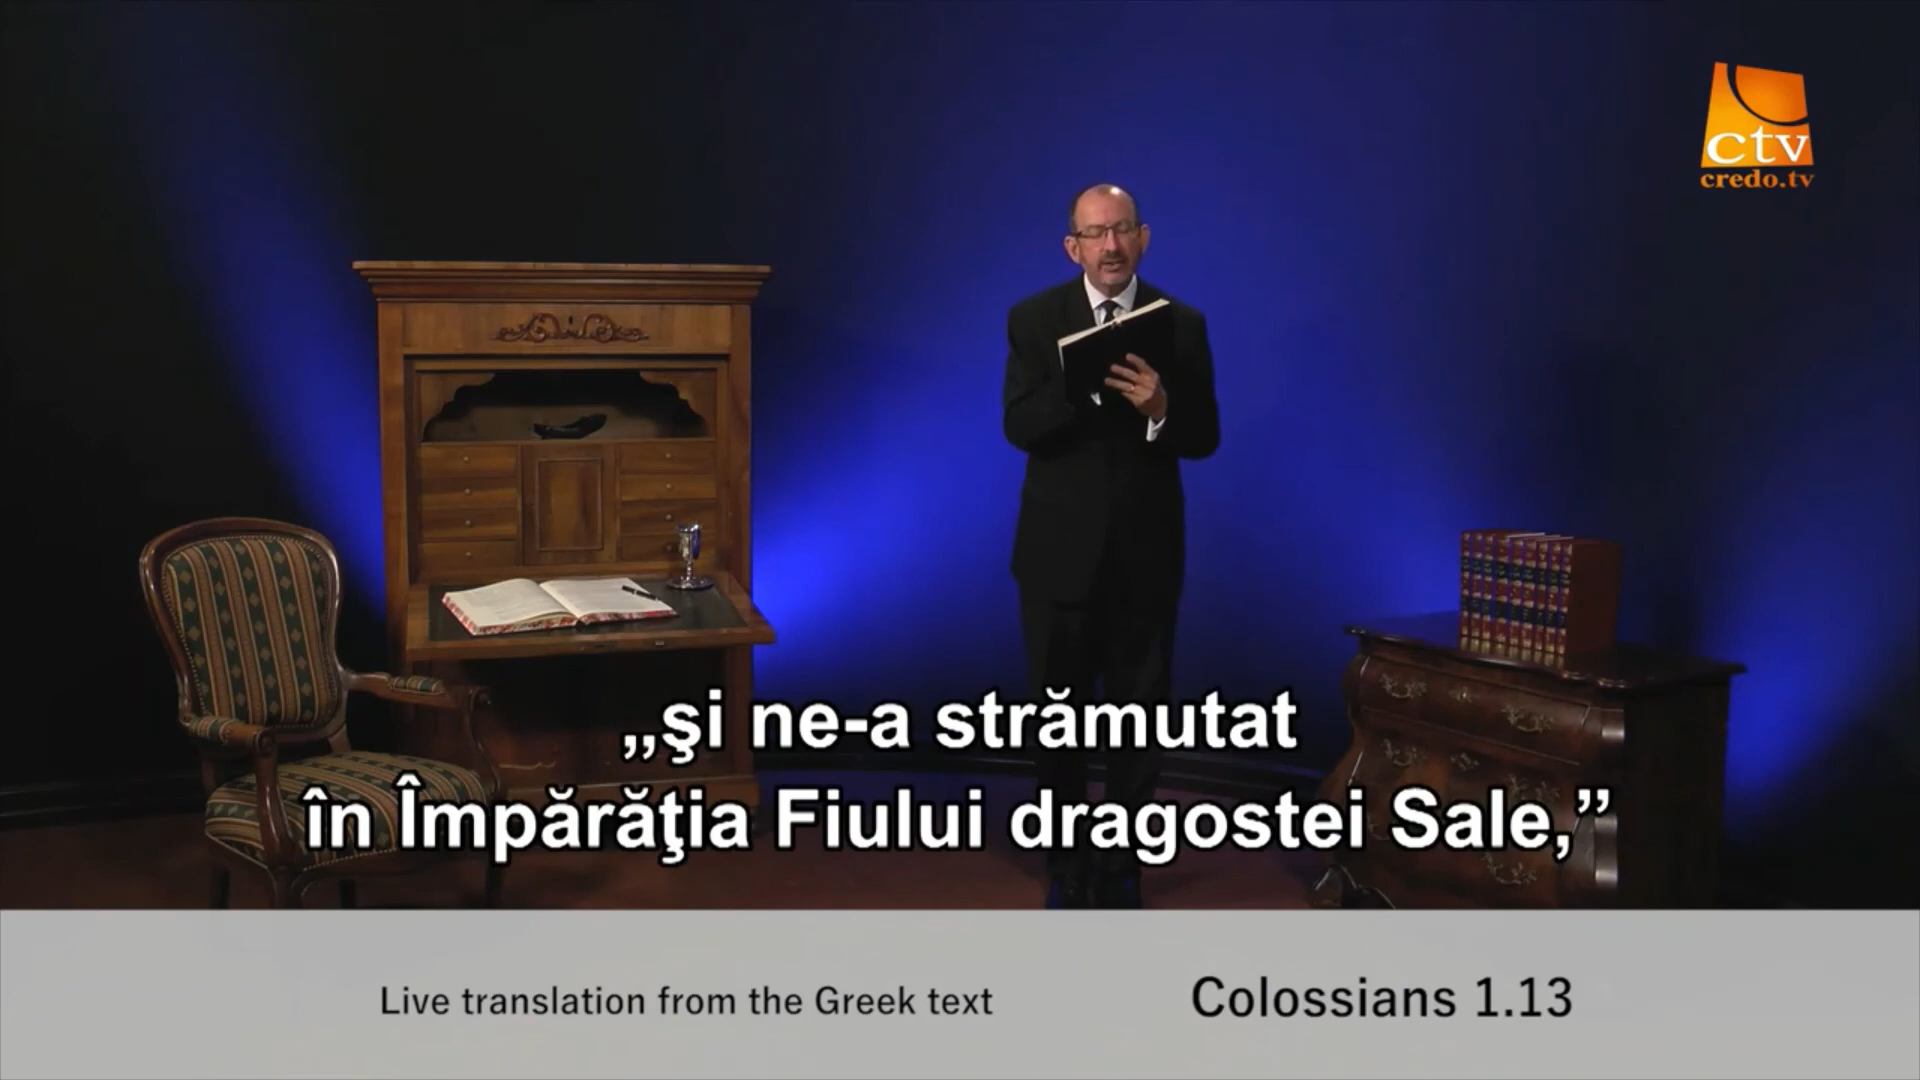 ctv
credo.tv
„şi ne-a strămutat
în Împărăţia Fiului dragostei Sale,”
Live translation from the Greek text
Colossians 1.13